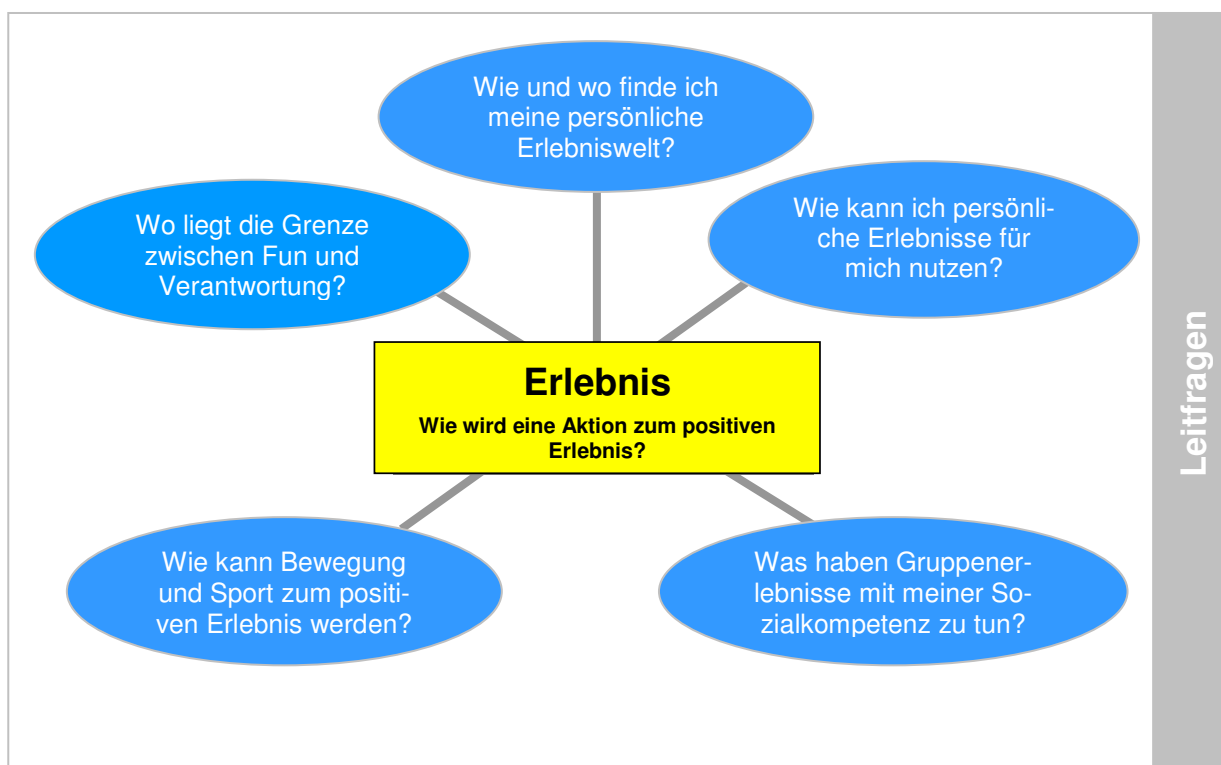 Wie und wo finde ich
meine persönliche
Erlebniswelt?
Wo liegt die Grenze
zwischen Fun und
Verantwortung?
Wie kann ich persönli-
che Erlebnisse für
mich nutzen?
Erlebnis
Wie wird eine Aktion zum positiven
Erlebnis?
Wie kann Bewegung
und Sport zum positi-
ven Erlebnis werden?
Was haben Gruppener-
lebnisse mit meiner So-
zialkompetenz zu tun?
Leitfragen